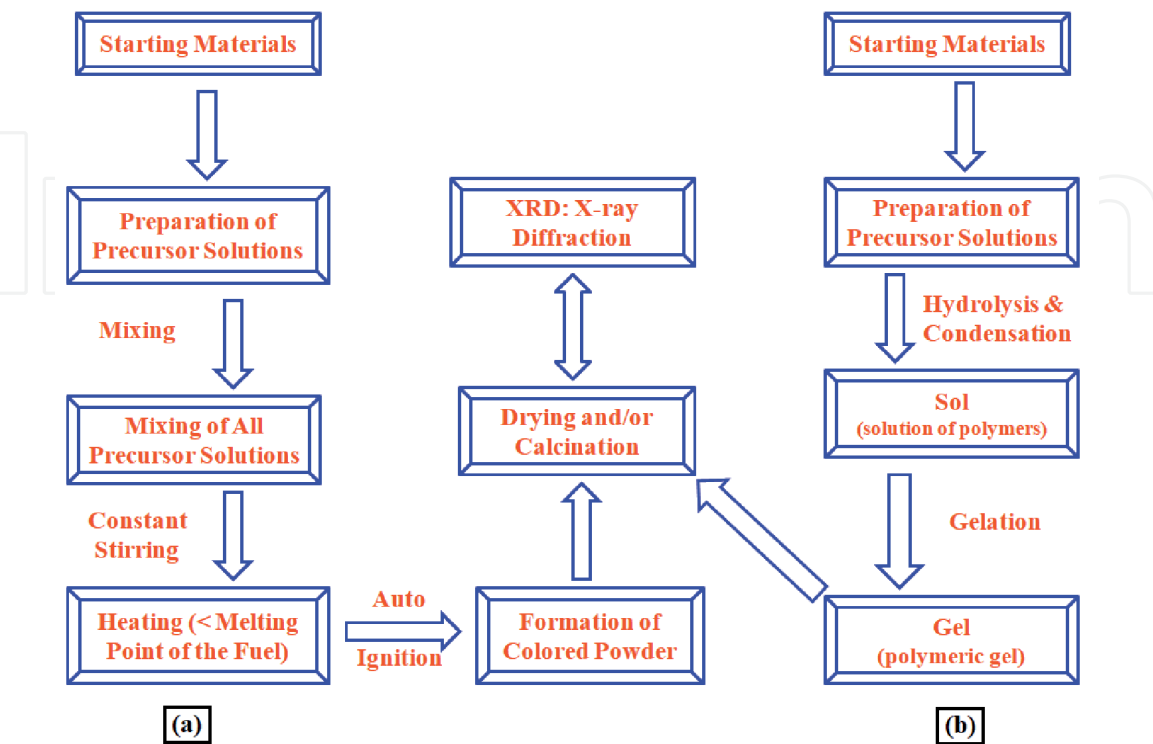 Starting Materials
Preparation of
Precursor Solutions
Mixing
Mixing of All
Precursor Solutions
Constant
Stirring
Heating (< Melting
Point of the Fuel)
Auto
Ignition
Formation of
Colored Powder
Drying and/or
Calcination
XRD: X-ray
Diffraction
(a)
Starting Materials
Preparation of
Precursor Solutions
Hydrolysis &
Condensation
Sol
(solution of polymers)
Gelation
Gel
(polymeric gel)
(b)